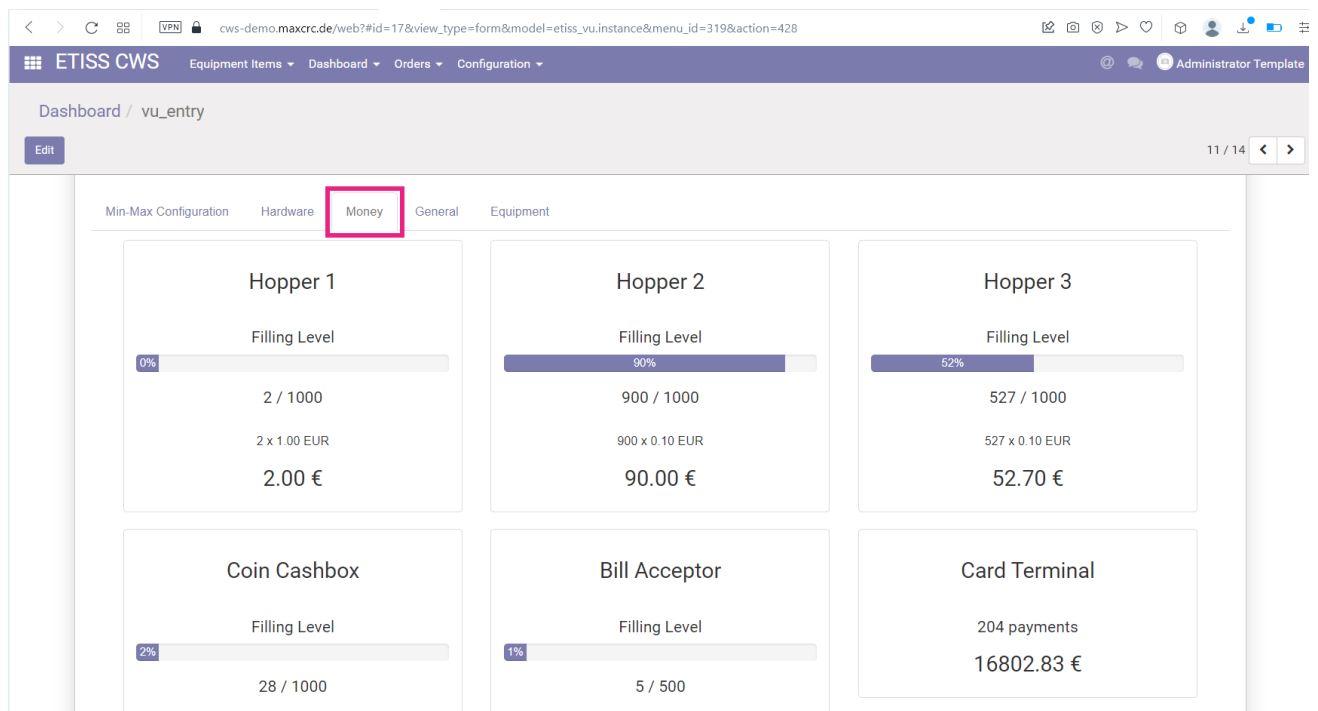 VPN cws-demo.maxcrc.de/web?#id=17&view_type=form&model=etiss_vu.instance&menu_id=319&action=428
ETISS CWS Equipment Items Dashboard Orders Configuration @ Administrator Template
Dashboard / vu_entry
Edit 11 / 14
Min-Max Configuration Hardware Money General Equipment
Hopper 1
Filling Level
0%
2 / 1000
2 x 1.00 EUR
2.00 €
Hopper 2
Filling Level
90%
900 / 1000
900 x 0.10 EUR
90.00 €
Hopper 3
Filling Level
52%
527 / 1000
527 x 0.10 EUR
52.70 €
Coin Cashbox
Filling Level
2%
28 / 1000
Bill Acceptor
Filling Level
1%
5 / 500
Card Terminal
204 payments
16802.83 €